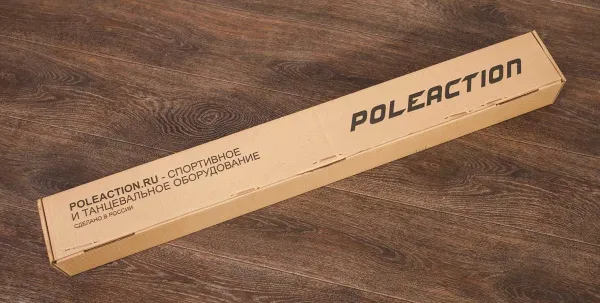 POLEACTION
POLEACTION.RU - СПОРТИВНОЕ
И ТАНЦЕВАЛЬНОЕ ОБОРУДОВАНИЕ
СДЕЛАНО В РОССИИ